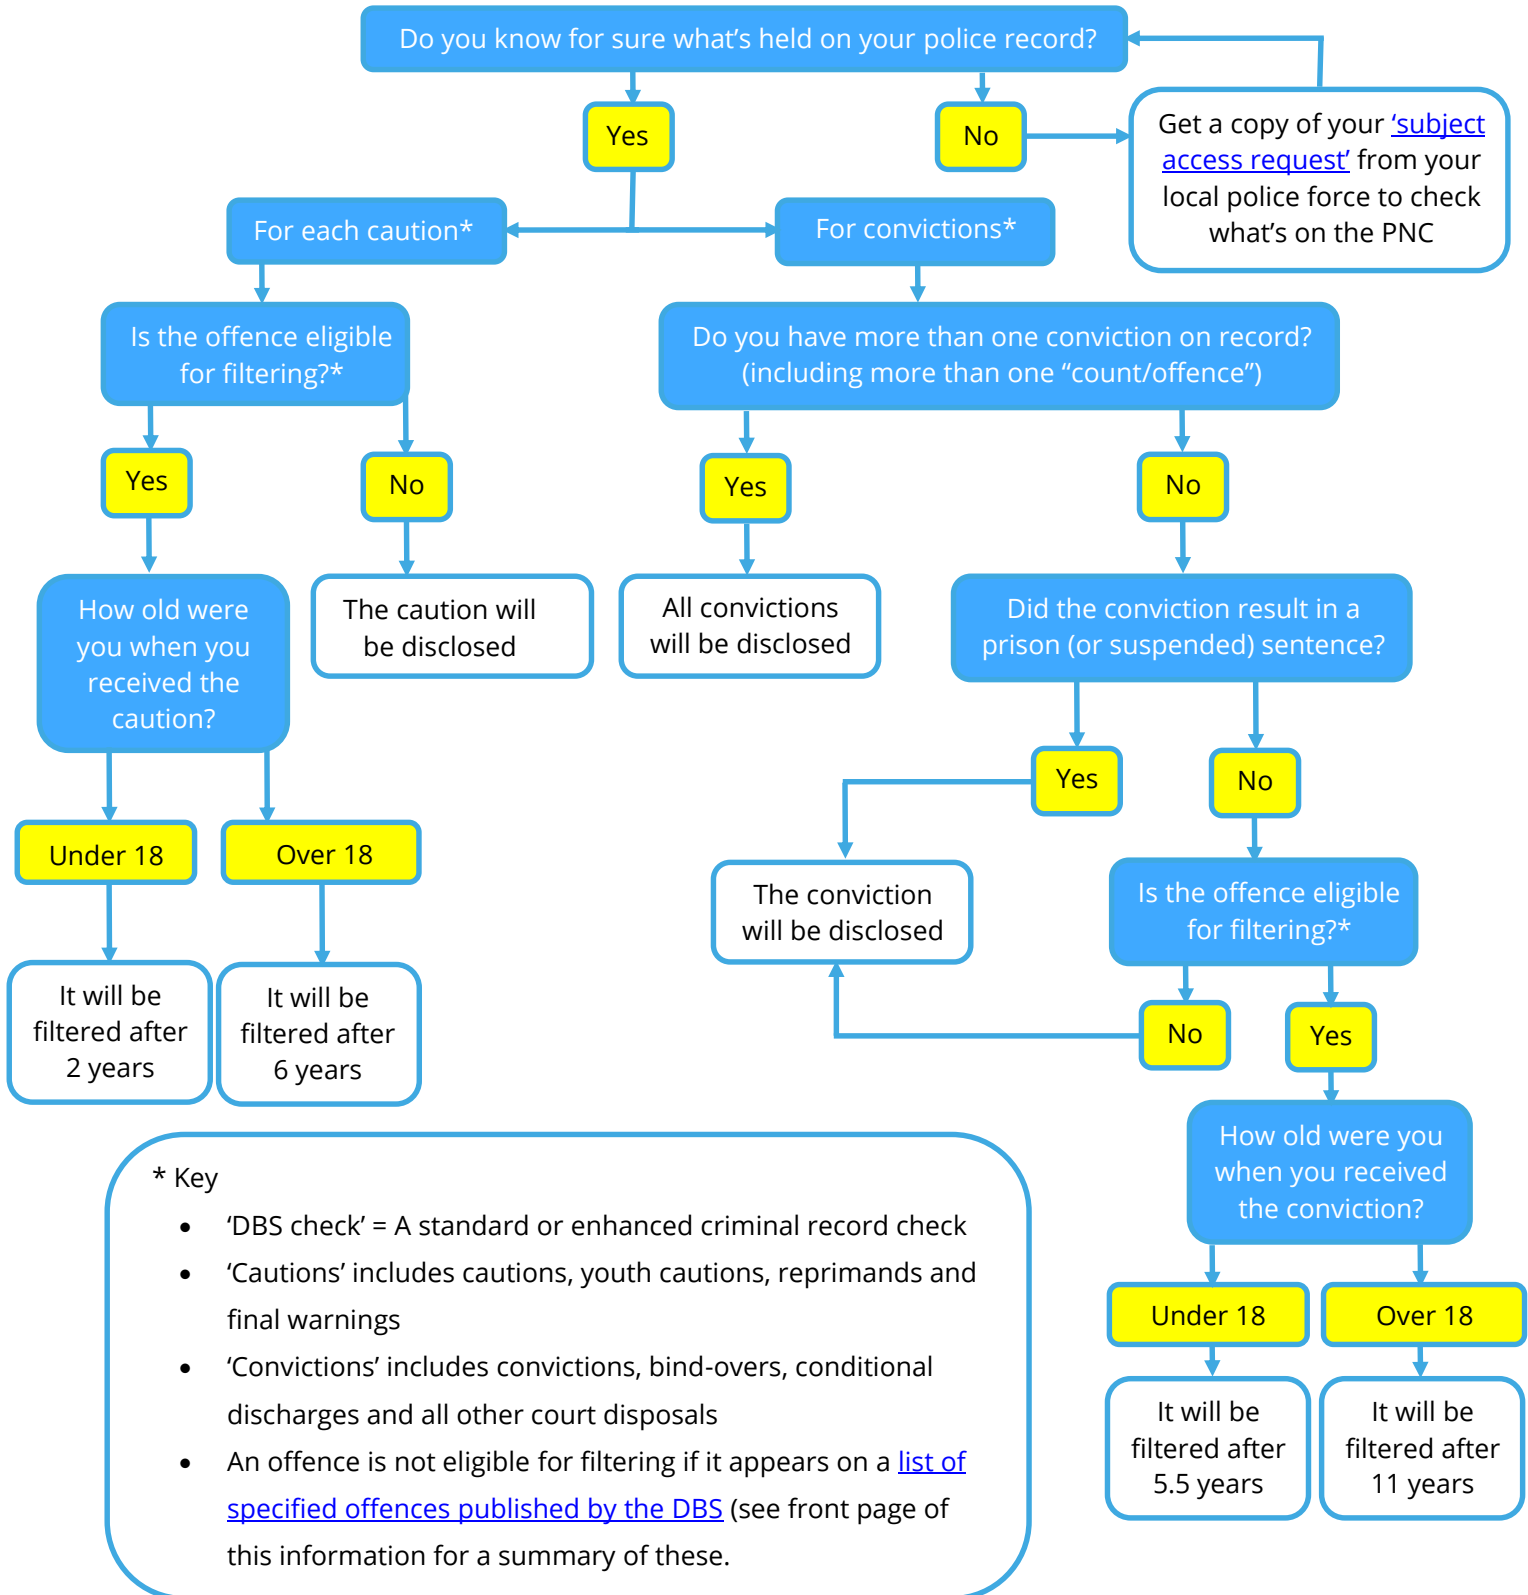 Do you know for sure what’s held on your police record?
Yes
No
Get a copy of your ‘subject
access request’ from your
local police force to check
what’s on the PNC
For each caution*
For convictions*
Is the offence eligible
for filtering?*
Do you have more than one conviction on record?
(including more than one “count/offence”)
Yes
No
Yes
No
How old were
you when you
received the
caution?
The caution will
be disclosed
All convictions
will be disclosed
Did the conviction result in a
prison (or suspended) sentence?
Yes
No
Under 18
Over 18
The conviction
will be disclosed
Is the offence eligible
for filtering?*
It will be
filtered after
2 years
It will be
filtered after
6 years
No
Yes
How old were you
when you received
the conviction?
Under 18
Over 18
It will be
filtered after
5.5 years
It will be
filtered after
11 years
* Key
• ‘DBS check’ = A standard or enhanced criminal record check
• ‘Cautions’ includes cautions, youth cautions, reprimands and
final warnings
• ‘Convictions’ includes convictions, bind-overs, conditional
discharges and all other court disposals
• An offence is not eligible for filtering if it appears on a list of
specified offences published by the DBS (see front page of
this information for a summary of these.